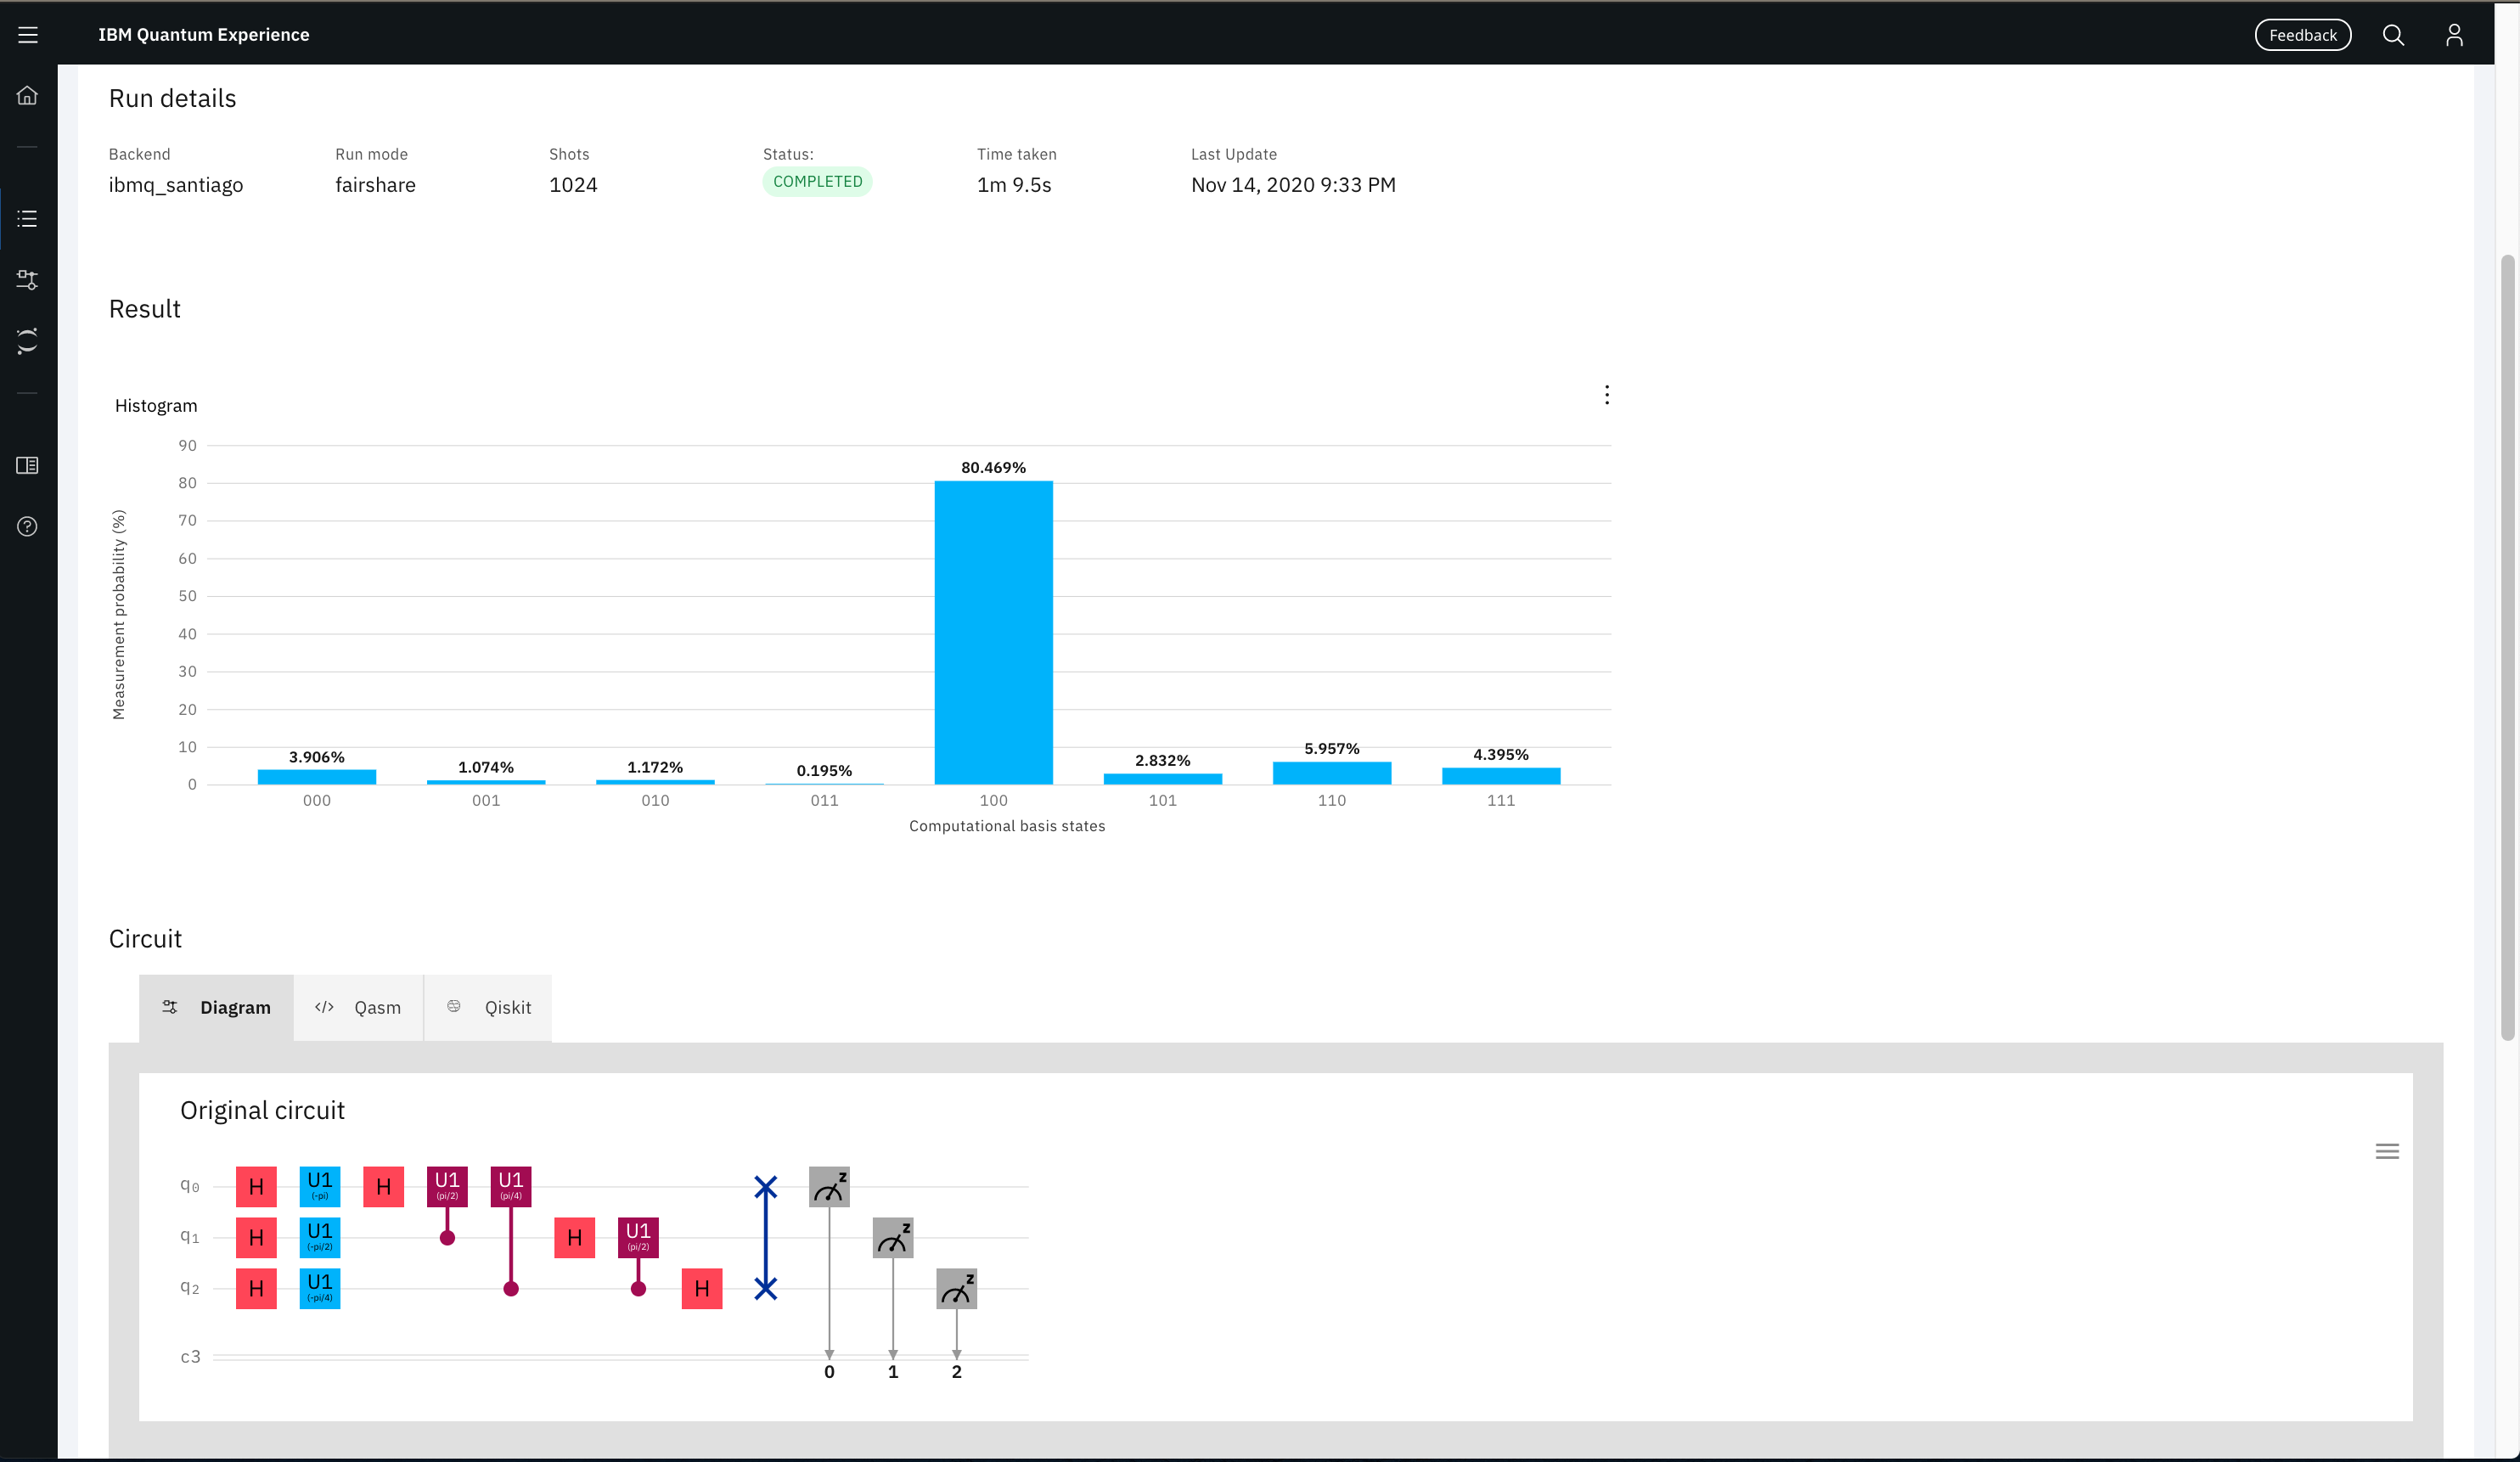 IBM Quantum Experience
Feedback
Run details
Backend Run mode Shots Status: Time taken Last Update
ibmq_santiago fairshare 1024 COMPLETED 1m 9.5s Nov 14, 2020 9:33 PM
Result
Histogram
Measurement probability (%)
90
80
70
60
50
40
30
20
10
0
80.469%
3.906% 1.074% 1.172% 0.195% 2.832% 5.957% 4.395%
000 001 010 011 100 101 110 111
Computational basis states
Circuit
Diagram </> Qasm Qiskit
Original circuit
q0 H U1 (-pi) H U1 (pi/2) U1 (pi/4) z
q1 H U1 (-pi/2) H U1 (pi/2) z
q2 H U1 (-pi/4) H z
c3
0 1 2